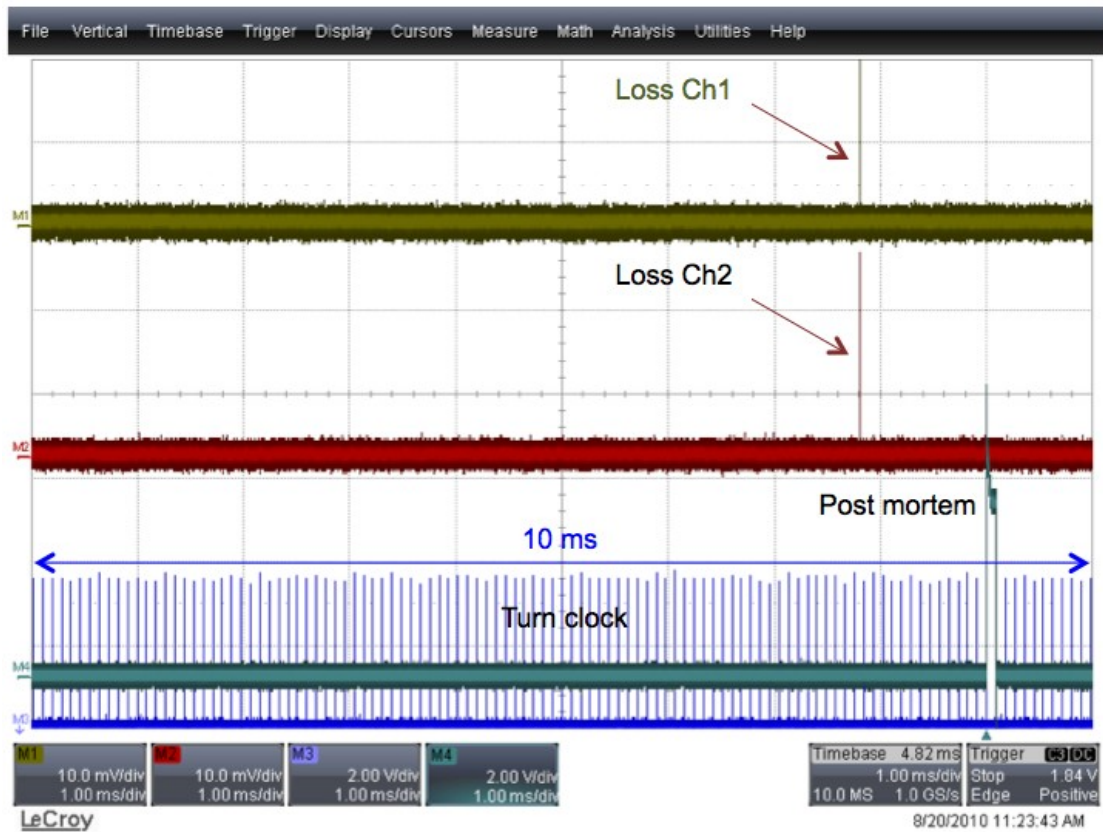 File Vertical Timebase Trigger Display Cursors Measure Math Analysis Utilities Help
Loss Ch1
M1
Loss Ch2
M2
Post mortem
10 ms
Turn clock
M4
M3
M1 M2 M3 M4 Timebase 4.82 ms Trigger C3 DC
10.0 mV/div 10.0 mV/div 2.00 V/div 2.00 V/div 1.00 ms/div Stop 1.84 V
1.00 ms/div 1.00 ms/div 1.00 ms/div 1.00 ms/div 10.0 MS 1.0 GS/s Edge Positive
LeCroy 8/20/2010 11:23:43 AM